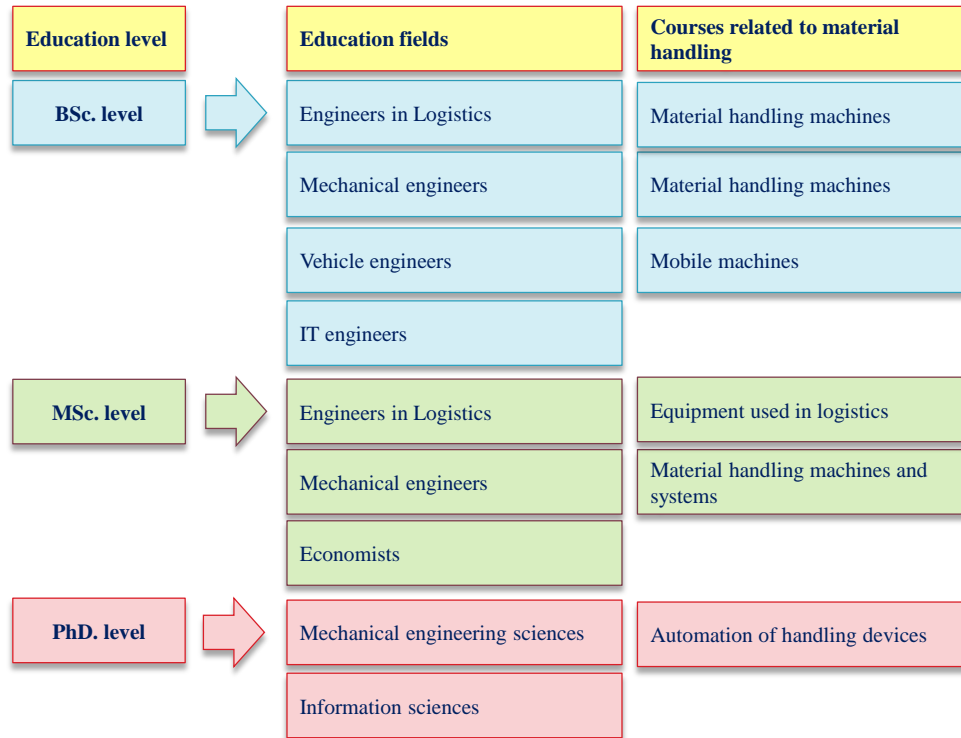 Education level
Education fields
Courses related to material
handling
BSc. level
Engineers in Logistics
Material handling machines
Mechanical engineers
Material handling machines
Vehicle engineers
Mobile machines
IT engineers
MSc. level
Engineers in Logistics
Equipment used in logistics
Mechanical engineers
Material handling machines and
systems
Economists
PhD. level
Mechanical engineering sciences
Automation of handling devices
Information sciences